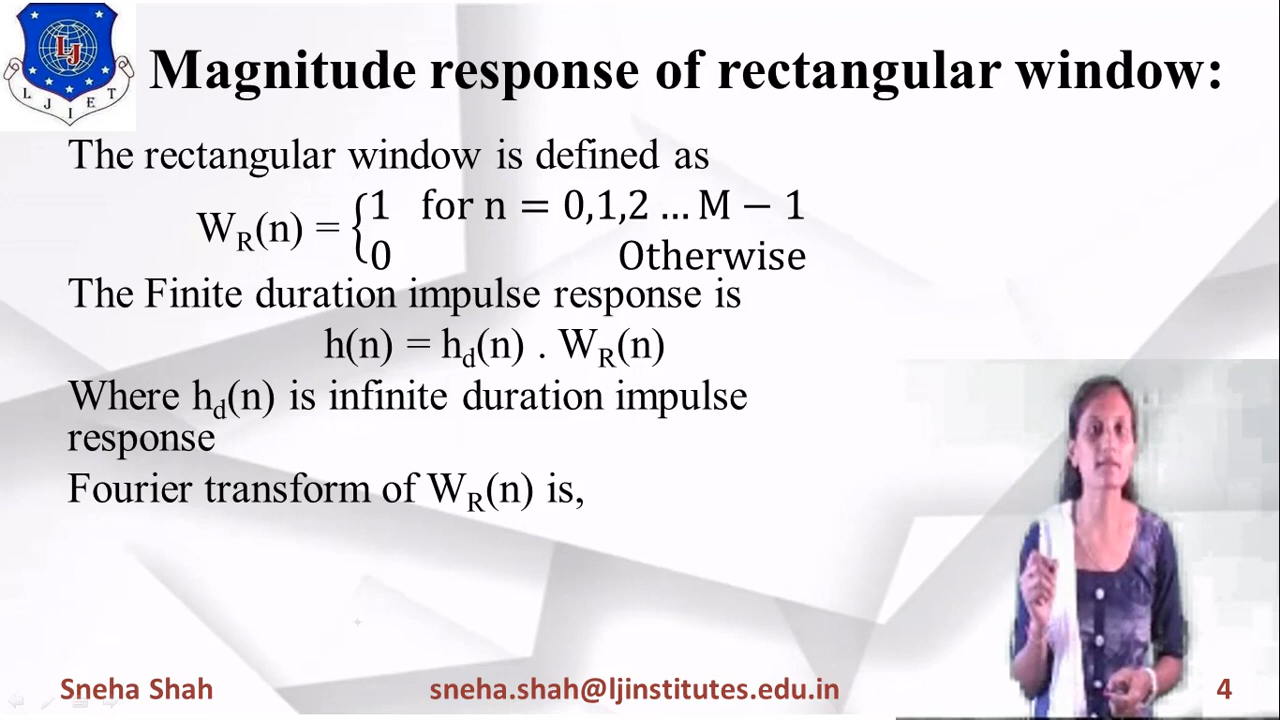 LJIET
Magnitude response of rectangular window:
The rectangular window is defined as
W_R(n) = {1 for n = 0,1,2 … M − 1
0 Otherwise
The Finite duration impulse response is
h(n) = h_d(n) . W_R(n)
Where h_d(n) is infinite duration impulse
response
Fourier transform of W_R(n) is,
Sneha Shah sneha.shah@ljinstitutes.edu.in 4